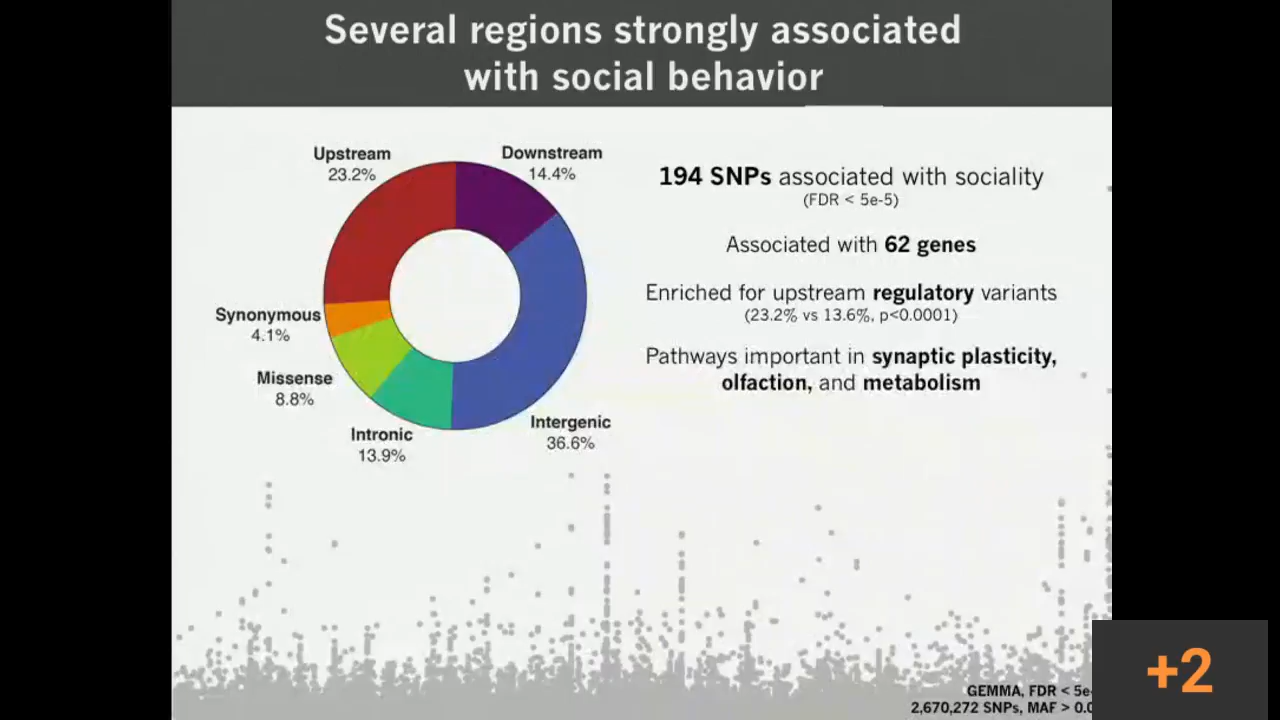 Several regions strongly associated
with social behavior
Upstream
23.2%
Downstream
14.4%
194 SNPs associated with sociality
(FDR < 5e-5)
Associated with 62 genes
Enriched for upstream regulatory variants
(23.2% vs 13.6%, p<0.0001)
Synonymous
4.1%
Pathways important in synaptic plasticity,
olfaction, and metabolism
Missense
8.8%
Intergenic
36.6%
Intronic
13.9%
GEMMA, FDR < 5e-
2,670,272 SNPs, MAF > 0.0
+2